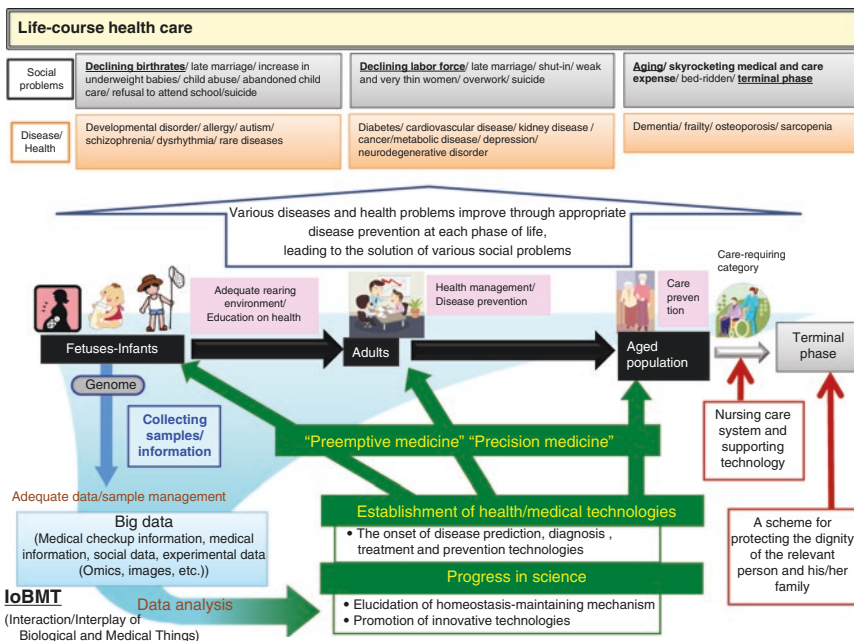 Life-course health care
Social
problems
Declining birthrates/ late marriage/ increase in
underweight babies/ child abuse/ abandoned child
care/ refusal to attend school/suicide
Declining labor force/ late marriage/ shut-in/ weak
and very thin women/ overwork/ suicide
Aging/ skyrocketing medical and care
expense/ bed-ridden/ terminal phase
Disease/
Health
Developmental disorder/ allergy/ autism/
schizophrenia/ dysrhythmia/ rare diseases
Diabetes/ cardiovascular disease/ kidney disease /
cancer/metabolic disease/ depression/
neurodegenerative disorder
Dementia/ frailty/ osteoporosis/ sarcopenia
Various diseases and health problems improve through appropriate
disease prevention at each phase of life,
leading to the solution of various social problems
Care-requiring
category
Adequate rearing
environment/
Education on health
Health management/
Disease prevention
Care
preven
tion
Fetuses-Infants
Adults
Aged
population
Terminal
phase
Genome
Collecting
samples/
information
"Preemptive medicine" "Precision medicine"
Nursing care
system and
supporting
technology
Adequate data/sample management
Big data
(Medical checkup information, medical
information, social data, experimental data
(Omics, images, etc.))
Establishment of health/medical technologies
• The onset of disease prediction, diagnosis ,
treatment and prevention technologies
A scheme for
protecting the dignity
of the relevant
person and his/her
family
Progress in science
• Elucidation of homeostasis-maintaining mechanism
• Promotion of innovative technologies
IoBMT
(Interaction/Interplay of
Biological and Medical Things)
Data analysis